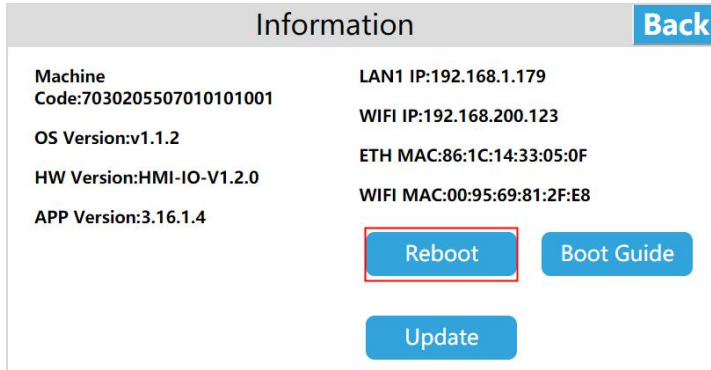 Information
Back
Machine
Code:7030205507010101001
OS Version:v1.1.2
HW Version:HMI-IO-V1.2.0
APP Version:3.16.1.4
LAN1 IP:192.168.1.179
WIFI IP:192.168.200.123
ETH MAC:86:1C:14:33:05:0F
WIFI MAC:00:95:69:81:2F:E8
Reboot
Boot Guide
Update